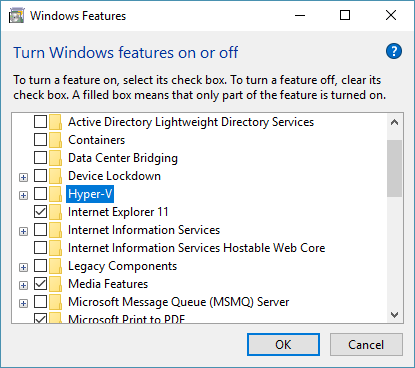 Windows Features
Turn Windows features on or off
To turn a feature on, select its check box. To turn a feature off, clear its
check box. A filled box means that only part of the feature is turned on.
Active Directory Lightweight Directory Services
Containers
Data Center Bridging
Device Lockdown
Hyper-V
Internet Explorer 11
Internet Information Services
Internet Information Services Hostable Web Core
Legacy Components
Media Features
Microsoft Message Queue (MSMQ) Server
Microsoft Print to PDF
OK
Cancel